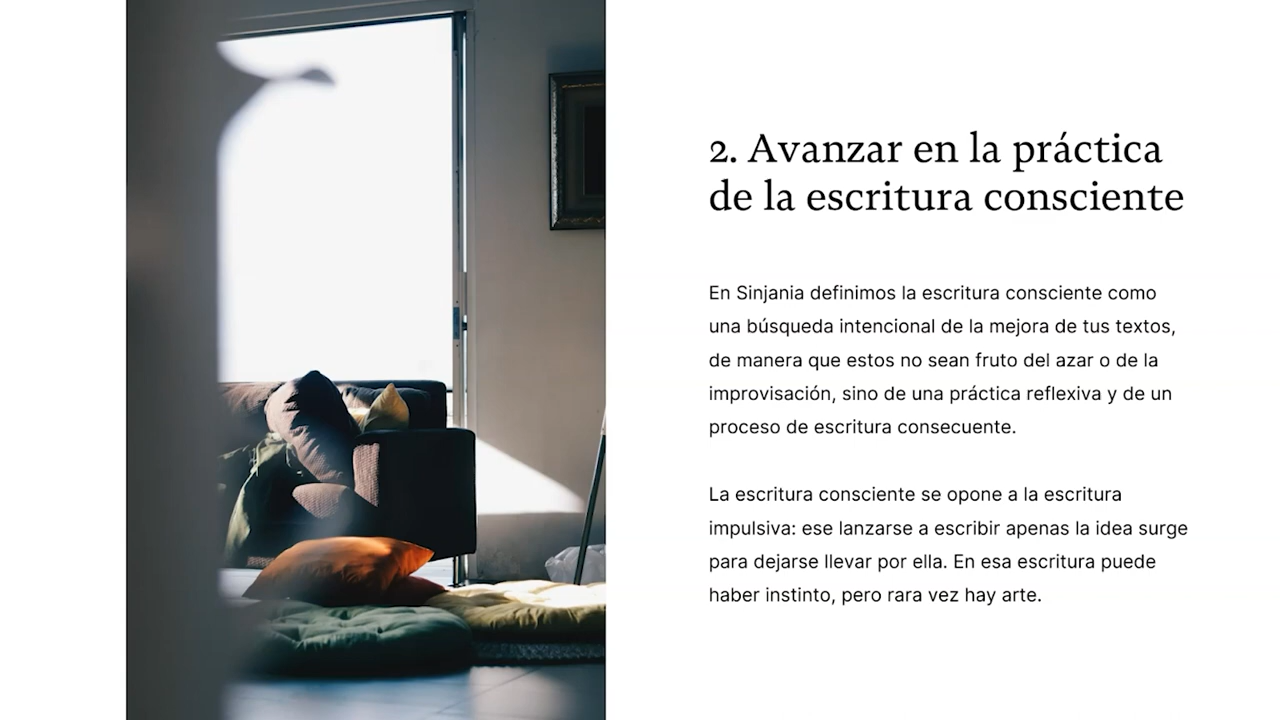 2. Avanzar en la práctica
de la escritura consciente
En Sinjania definimos la escritura consciente como
una búsqueda intencional de la mejora de tus textos,
de manera que estos no sean fruto del azar o de la
improvisación, sino de una práctica reflexiva y de un
proceso de escritura consecuente.
La escritura consciente se opone a la escritura
impulsiva: ese lanzarse a escribir apenas la idea surge
para dejarse llevar por ella. En esa escritura puede
haber instinto, pero rara vez hay arte.